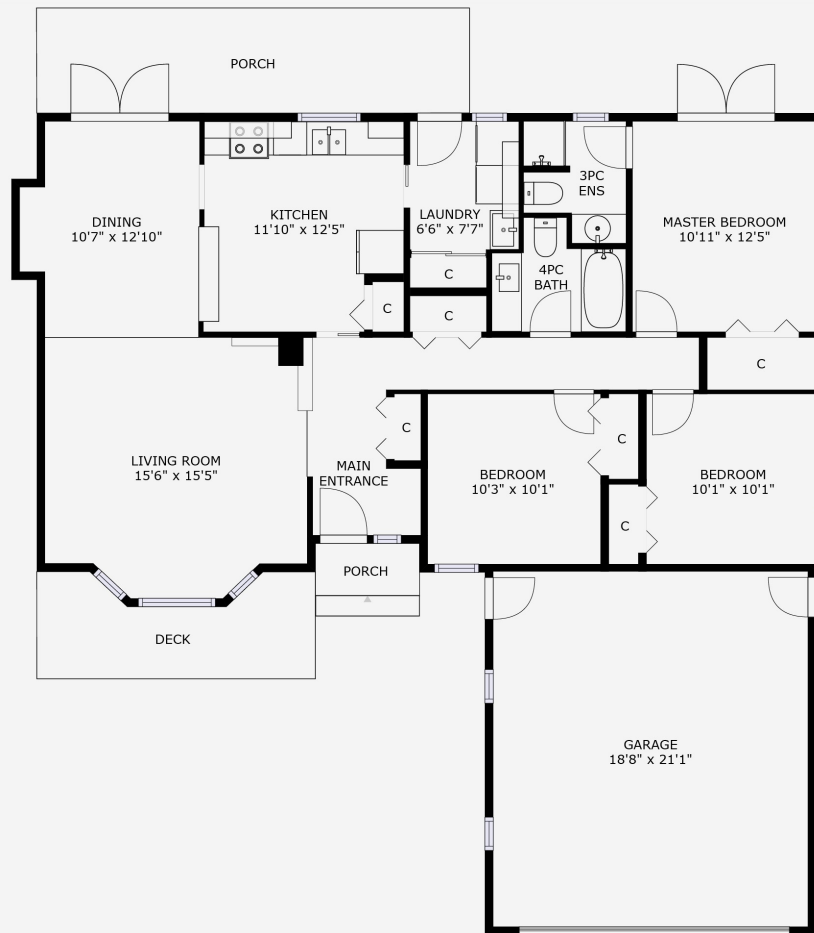 PORCH
DINING
10'7" x 12'10"
KITCHEN
11'10" x 12'5"
LAUNDRY
6'6" x 7'7"
C
3PC
ENS
4PC
BATH
MASTER BEDROOM
10'11" x 12'5"
C
C
C
LIVING ROOM
15'6" x 15'5"
MAIN
ENTRANCE
C
BEDROOM
10'3" x 10'1"
C
C
BEDROOM
10'1" x 10'1"
PORCH
DECK
GARAGE
18'8" x 21'1"